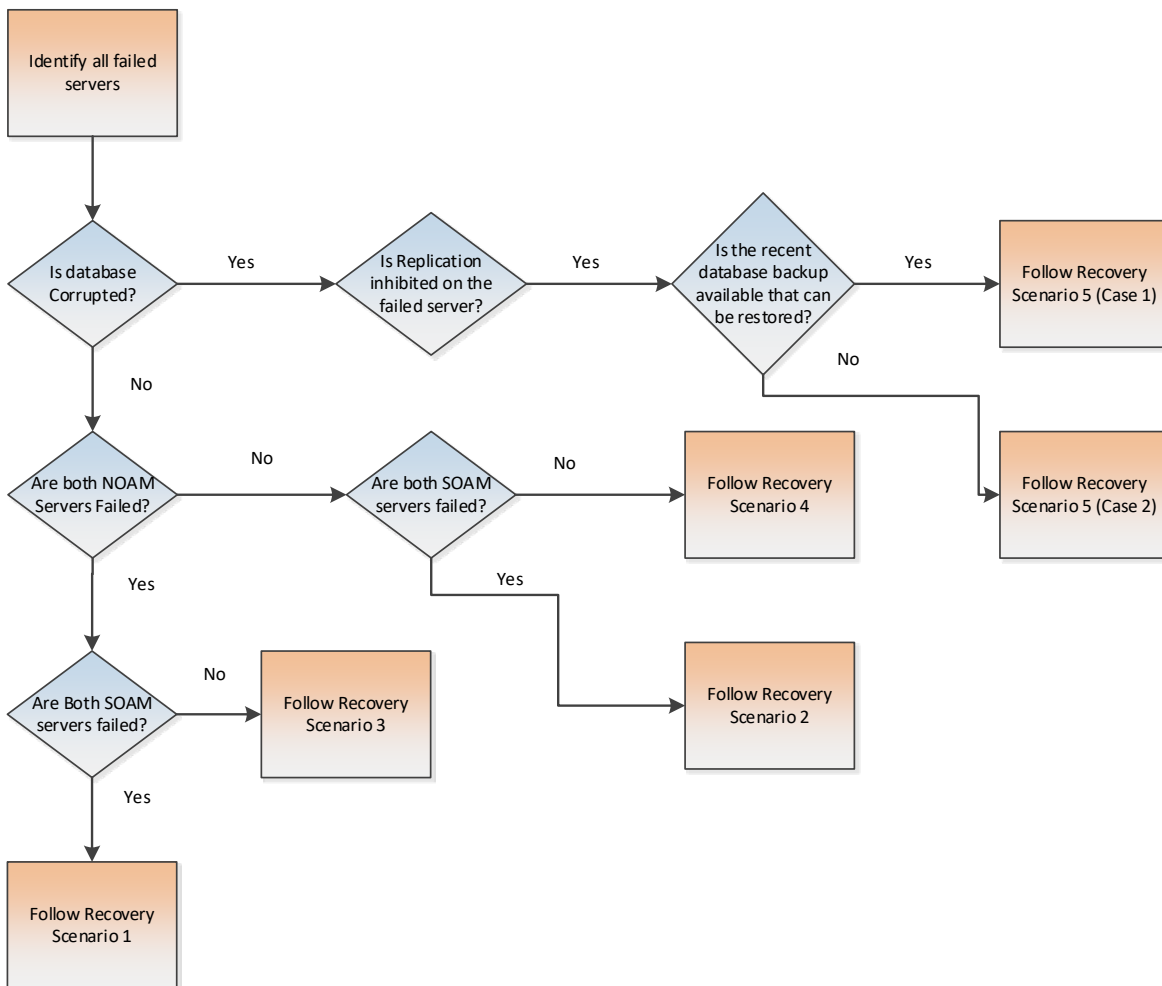 Identify all failed
servers
Is database
Corrupted?
Yes
Is Replication
inhibited on the
failed server?
Yes
Is the recent
database backup
available that can
be restored?
Yes
Follow Recovery
Scenario 5 (Case 1)
No
No
Are both NOAM
Servers Failed?
No
Are both SOAM
servers failed?
No
Follow Recovery
Scenario 4
Follow Recovery
Scenario 5 (Case 2)
Yes
Yes
Are Both SOAM
servers failed?
No
Follow Recovery
Scenario 3
Follow Recovery
Scenario 2
Yes
Follow Recovery
Scenario 1